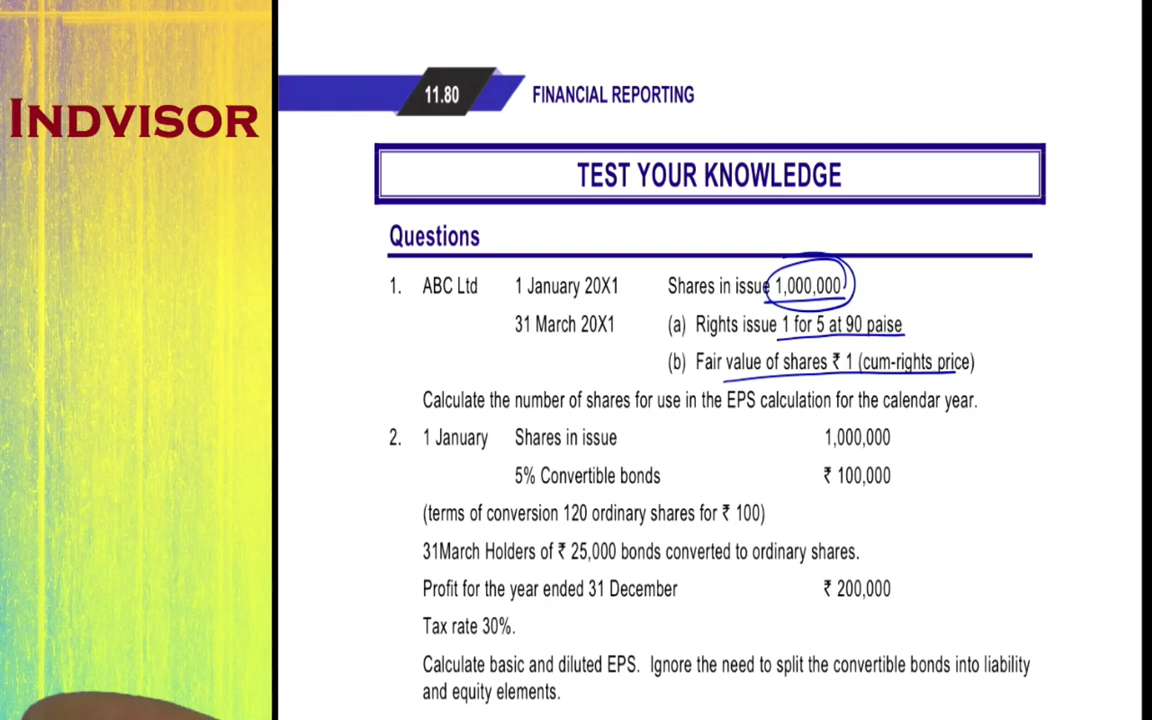 INDVISOR
11.80 FINANCIAL REPORTING
TEST YOUR KNOWLEDGE
Questions
1. ABC Ltd 1 January 20X1 Shares in issue 1,000,000
31 March 20X1 (a) Rights issue 1 for 5 at 90 paise
(b) Fair value of shares ₹ 1 (cum-rights price)
Calculate the number of shares for use in the EPS calculation for the calendar year.
2. 1 January Shares in issue 1,000,000
5% Convertible bonds ₹ 100,000
(terms of conversion 120 ordinary shares for ₹ 100)
31March Holders of ₹ 25,000 bonds converted to ordinary shares.
Profit for the year ended 31 December ₹ 200,000
Tax rate 30%.
Calculate basic and diluted EPS. Ignore the need to split the convertible bonds into liability
and equity elements.